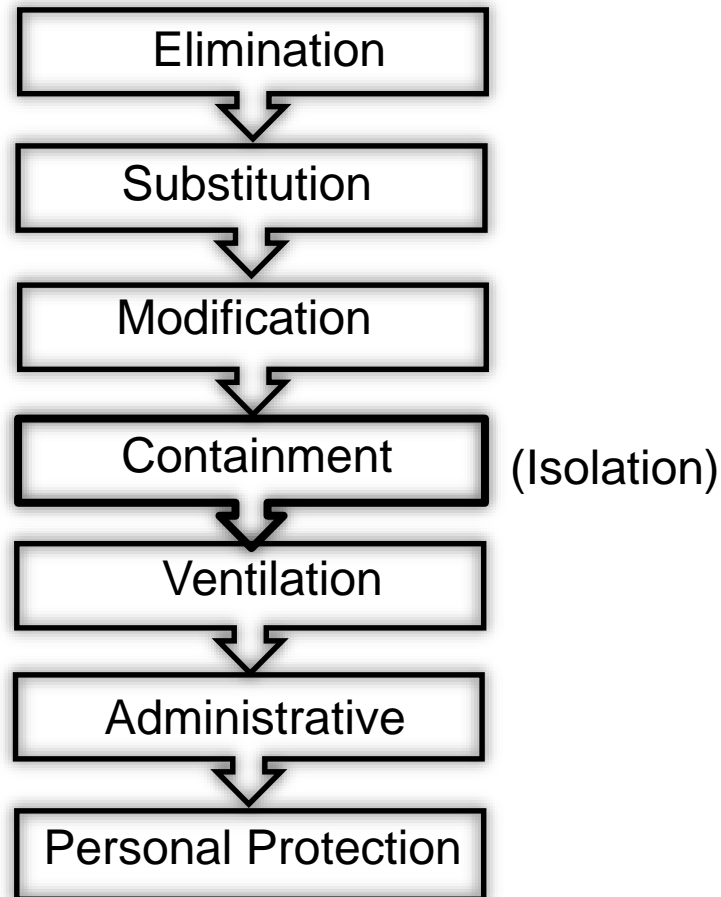 Elimination
Substitution
Modification
Containment (Isolation)
Ventilation
Administrative
Personal Protection